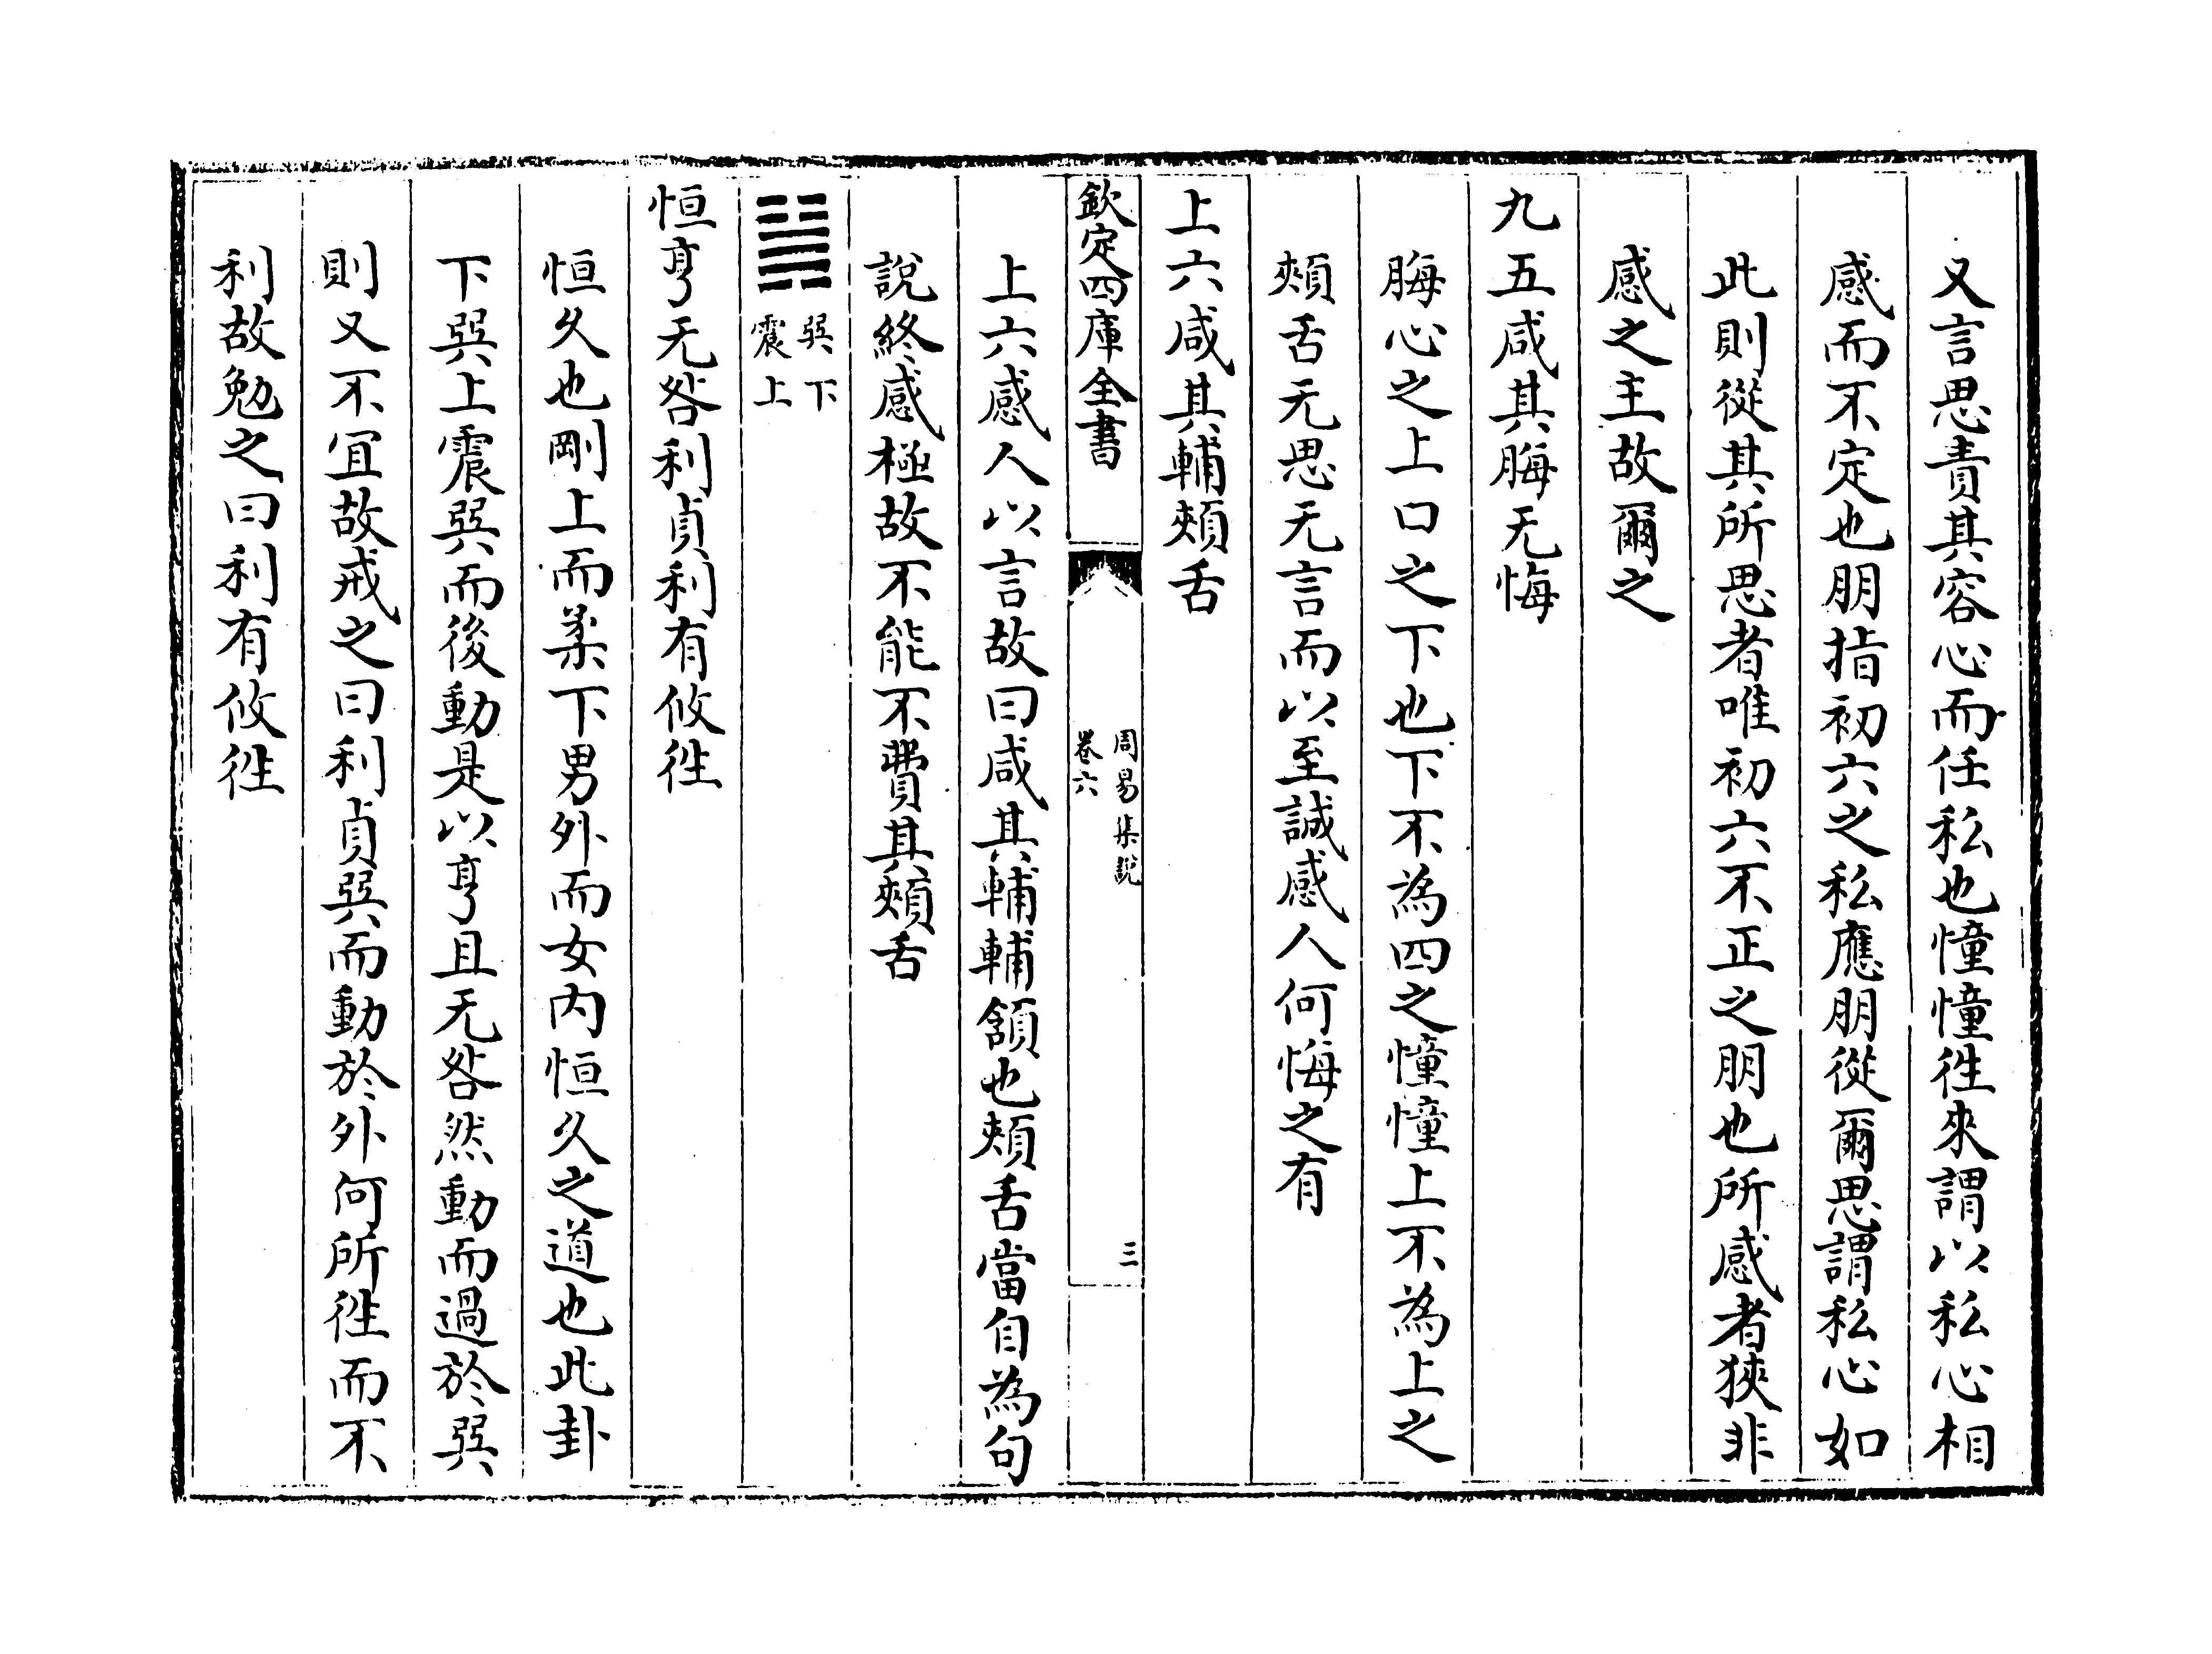 又言思責其容心而任私也憧憧徃來謂以私心相
感而不定也朋指初六之私應朋從爾思謂私心如
此則從其所思者唯初六不正之朋也所感者狹非
感之主故爾之
九五咸其脢无悔
脢心之上口之下也下不為四之憧憧上不為上之
頰舌无思无言而以至誠感人何悔之有
上六咸其輔頰舌
欽定四庫全書
周易集說
卷六
三
上六感人以言故曰咸其輔輔頷也頰舌當自為句
說終感極故不能不費其頰舌
䷟
巽下
震上
恒亨无咎利貞利有攸徃
恒久也剛上而柔下男外而女内恒久之道也此卦
下巽上震巽而後動是以亨且无咎然動而過於巽
則又不宜故戒之曰利貞巽而動於外何所徃而不
利故勉之曰利有攸徃